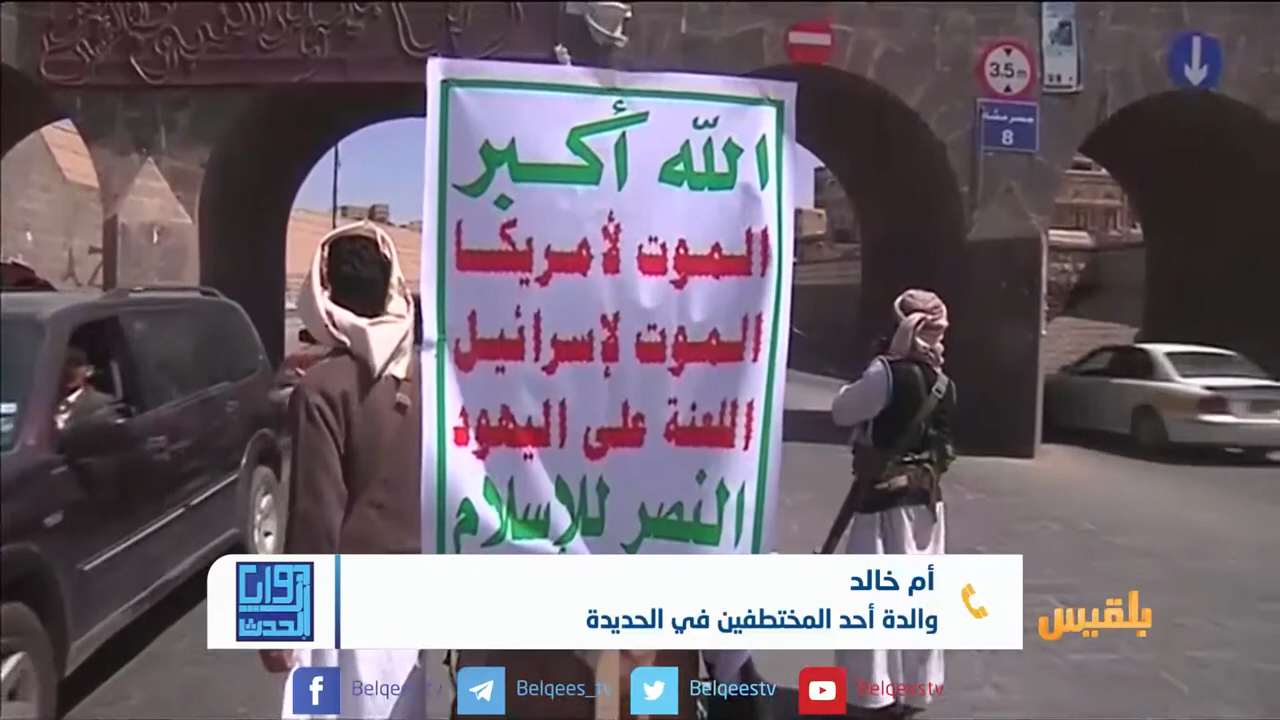 3.5m
8
الله أكبر
الموت لأمريكا
الموت لإسرائيل
اللعنة على اليهود
النصر للإسلام
أم خالد
والدة أحد المختطفين في الحديدة
بلقيس
الحدث
Belqees_tv
Belqeestv
Belqeestv